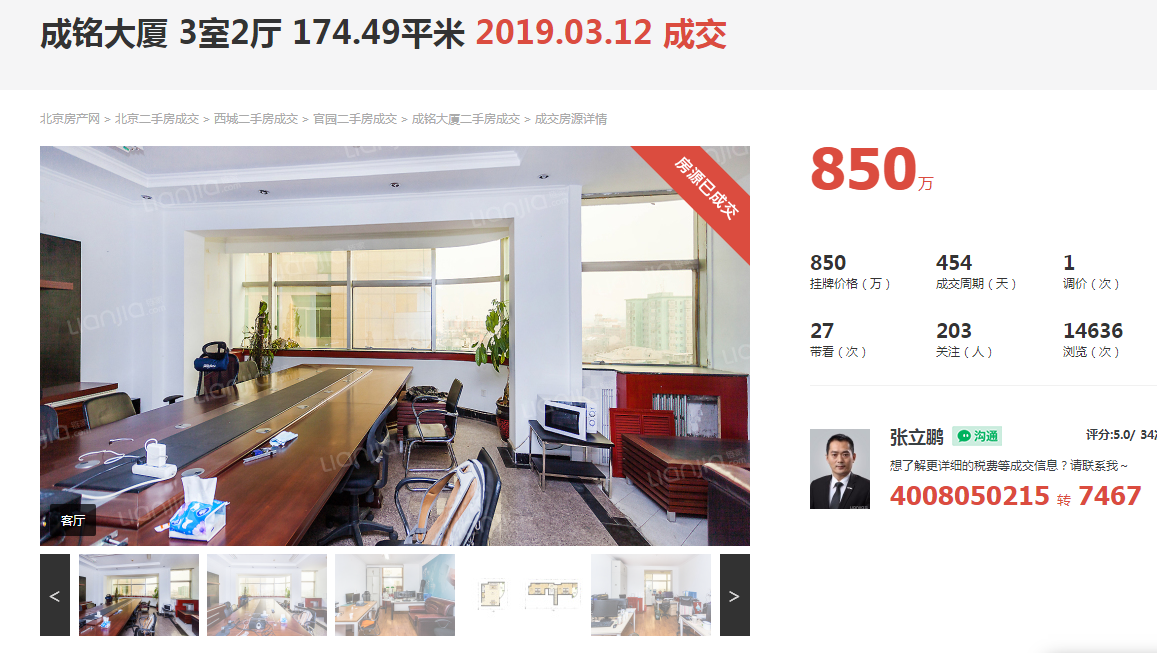 成铭大厦 3室2厅 174.49平米 2019.03.12 成交
北京房产网 > 北京二手房成交 > 西城二手房成交 > 官园二手房成交 > 成铭大厦二手房成交 > 成交房源详情
房源已成交
lianjia
客厅
<
>
850万
850
挂牌价格（万）
454
成交周期（天）
1
调价（次）
27
带看（次）
203
关注（人）
14636
浏览（次）
张立鹏
沟通
评分:5.0/ 34
想了解更详细的税费等成交信息？请联系我～
4008050215 转 7467